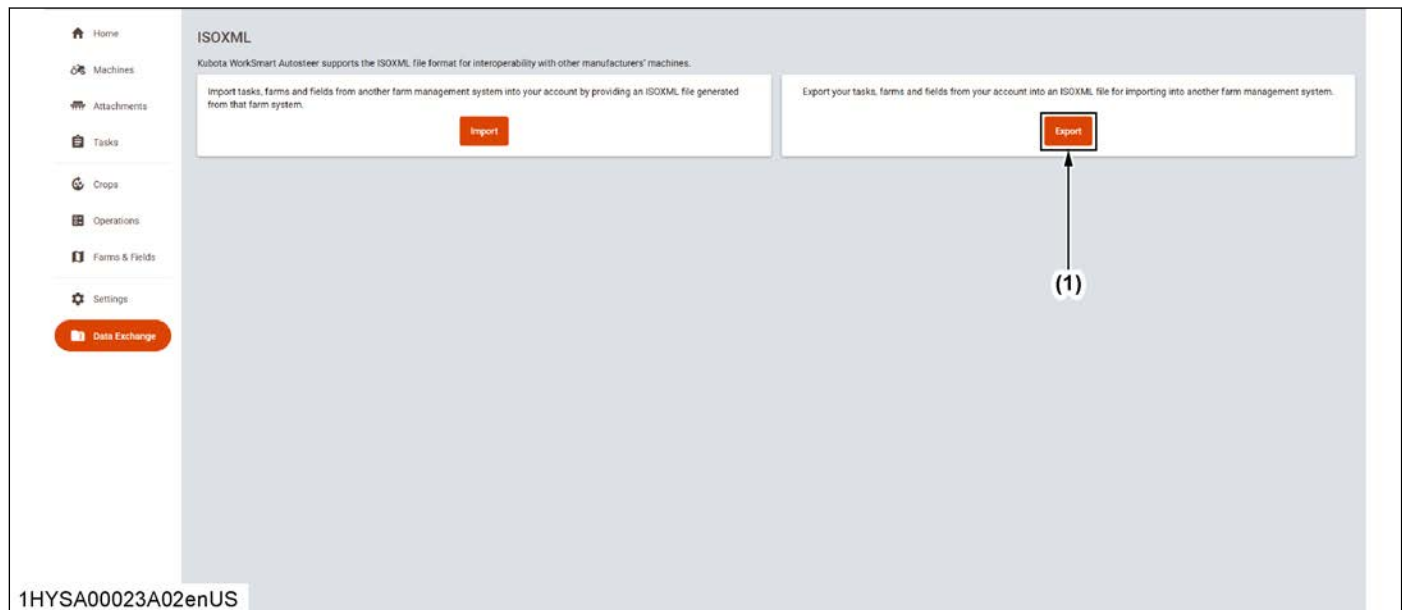 Home
Machines
Attachments
Tasks
Crops
Operations
Farms & Fields
Settings
Data Exchange
ISOXML
Kubota WorkSmart Autosteer supports the ISOXML file format for interoperability with other manufacturers' machines.
Import tasks, farms and fields from another farm management system into your account by providing an ISOXML file generated
from that farm system.
Import
Export your tasks, farms and fields from your account into an ISOXML file for importing into another farm management system.
Export
(1)
1HYSA00023A02enUS